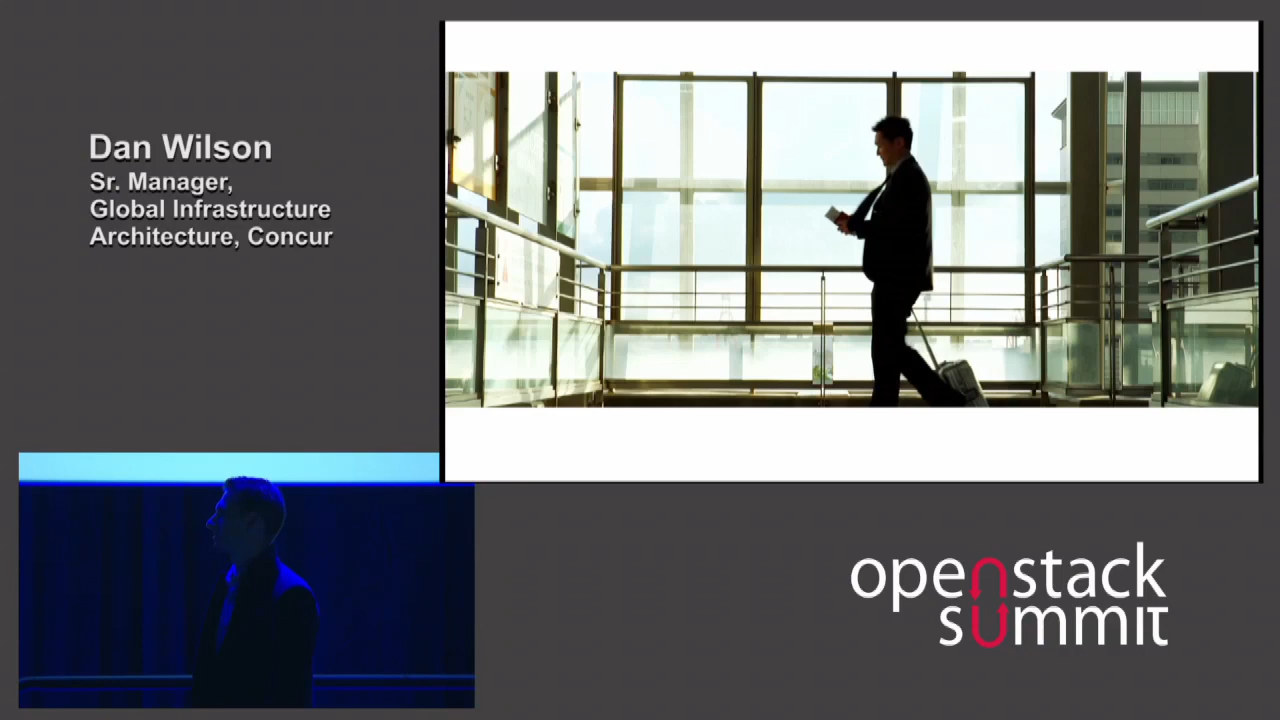 Dan Wilson
Sr. Manager,
Global Infrastructure
Architecture, Concur
openstack
summit